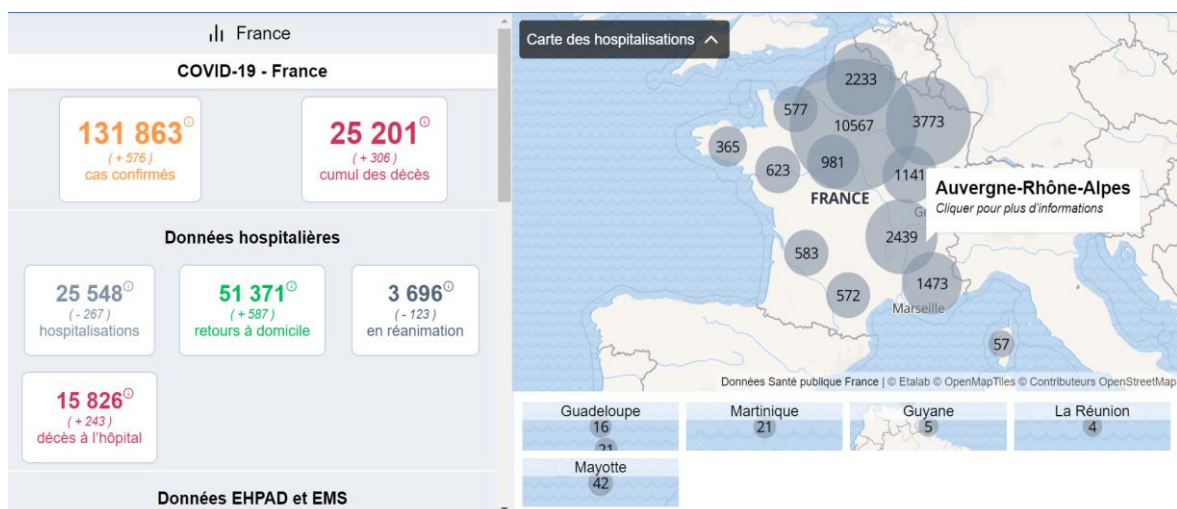 France
COVID-19 - France
131 863
( + 576 )
cas confirmés
25 201
( + 306 )
cumul des décès
Données hospitalières
25 548
( - 267 )
hospitalisations
51 371
( + 587 )
retours à domicile
3 696
( - 123 )
en réanimation
15 826
( + 243 )
décès à l'hôpital
Données EHPAD et EMS
Carte des hospitalisations
2233
577
10567
3773
365
623
981
1141
FRANCE
Auvergne-Rhône-Alpes
Cliquer pour plus d'informations
2439
583
572
1473
Marseille
57
Données Santé publique France | © Etalab © OpenMapTiles © Contributeurs OpenStreetMap
Guadeloupe
16
21
Martinique
21
Guyane
5
La Réunion
4
Mayotte
42